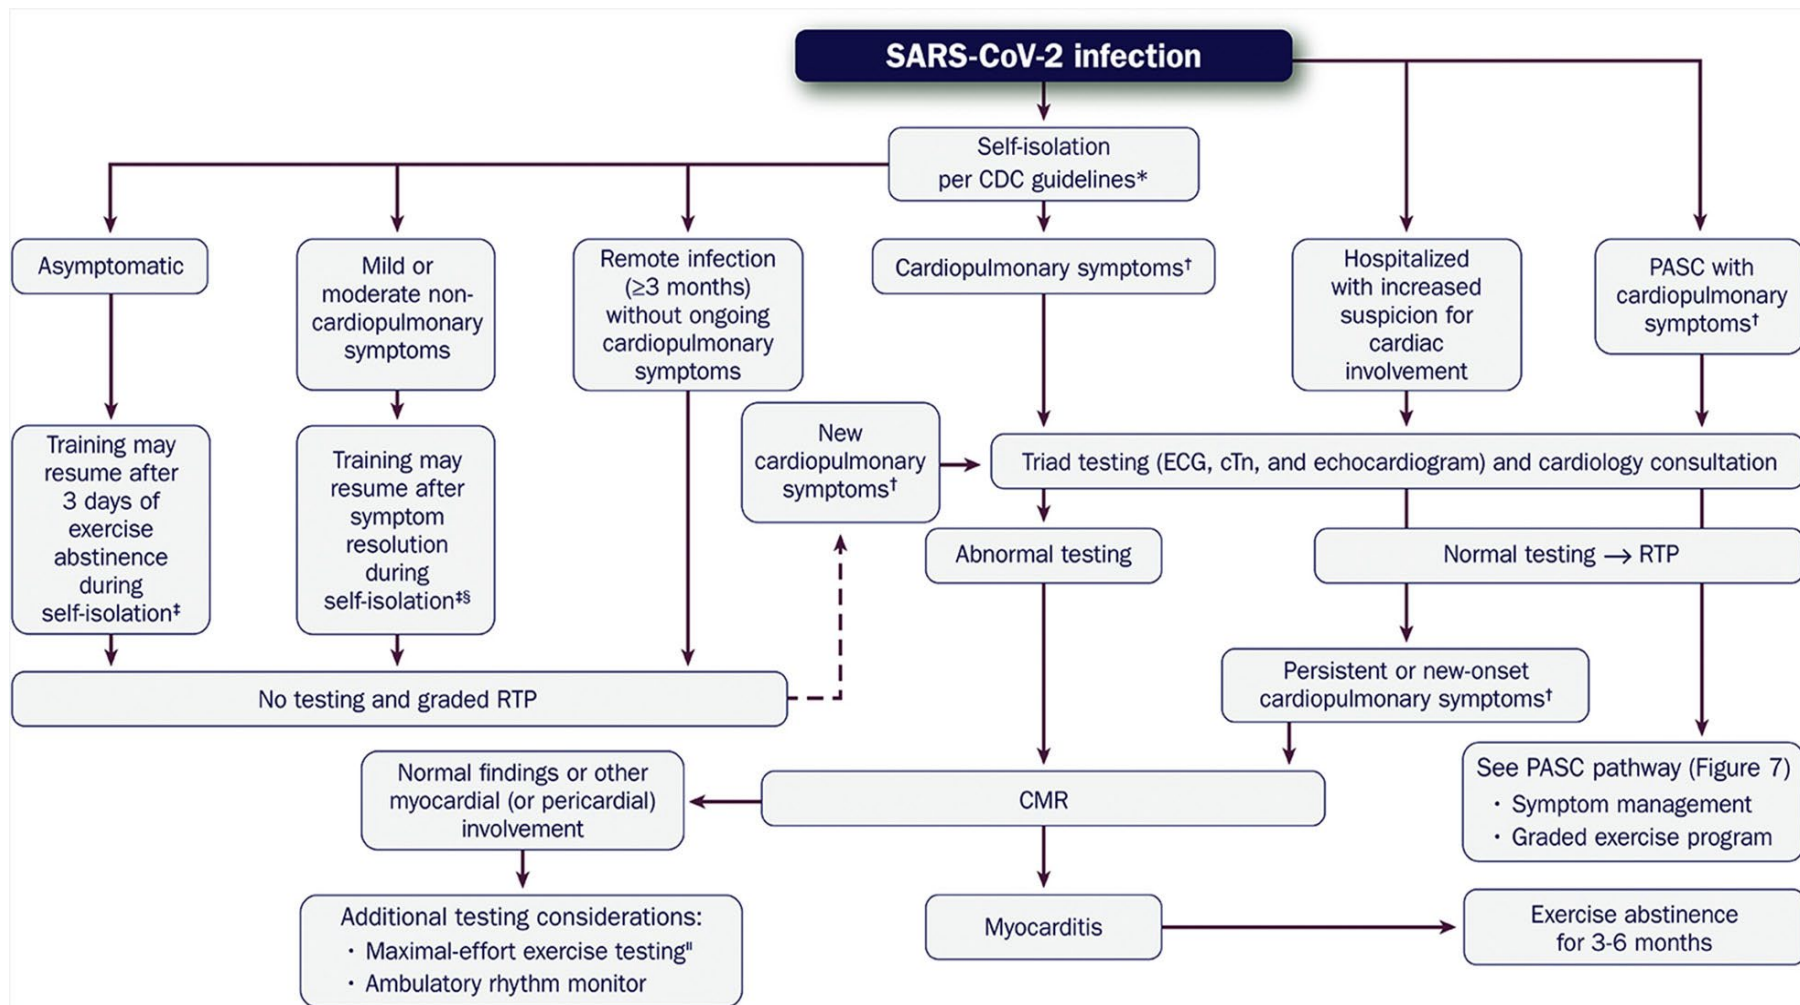 SARS-CoV-2 infection
Self-isolation
per CDC guidelines*
Asymptomatic
Mild or
moderate non-
cardiopulmonary
symptoms
Remote infection
(≥3 months)
without ongoing
cardiopulmonary
symptoms
Cardiopulmonary symptoms†
Hospitalized
with increased
suspicion for
cardiac
involvement
PASC with
cardiopulmonary
symptoms†
Training may
resume after
3 days of
exercise
abstinence
during
self-isolation‡
Training may
resume after
symptom
resolution
during
self-isolation‡§
New
cardiopulmonary
symptoms†
Triad testing (ECG, cTn, and echocardiogram) and cardiology consultation
Abnormal testing
Normal testing → RTP
No testing and graded RTP
Persistent or new-onset
cardiopulmonary symptoms†
Normal findings or other
myocardial (or pericardial)
involvement
CMR
See PASC pathway (Figure 7)
• Symptom management
• Graded exercise program
Additional testing considerations:
• Maximal-effort exercise testing॥
• Ambulatory rhythm monitor
Myocarditis
Exercise abstinence
for 3-6 months